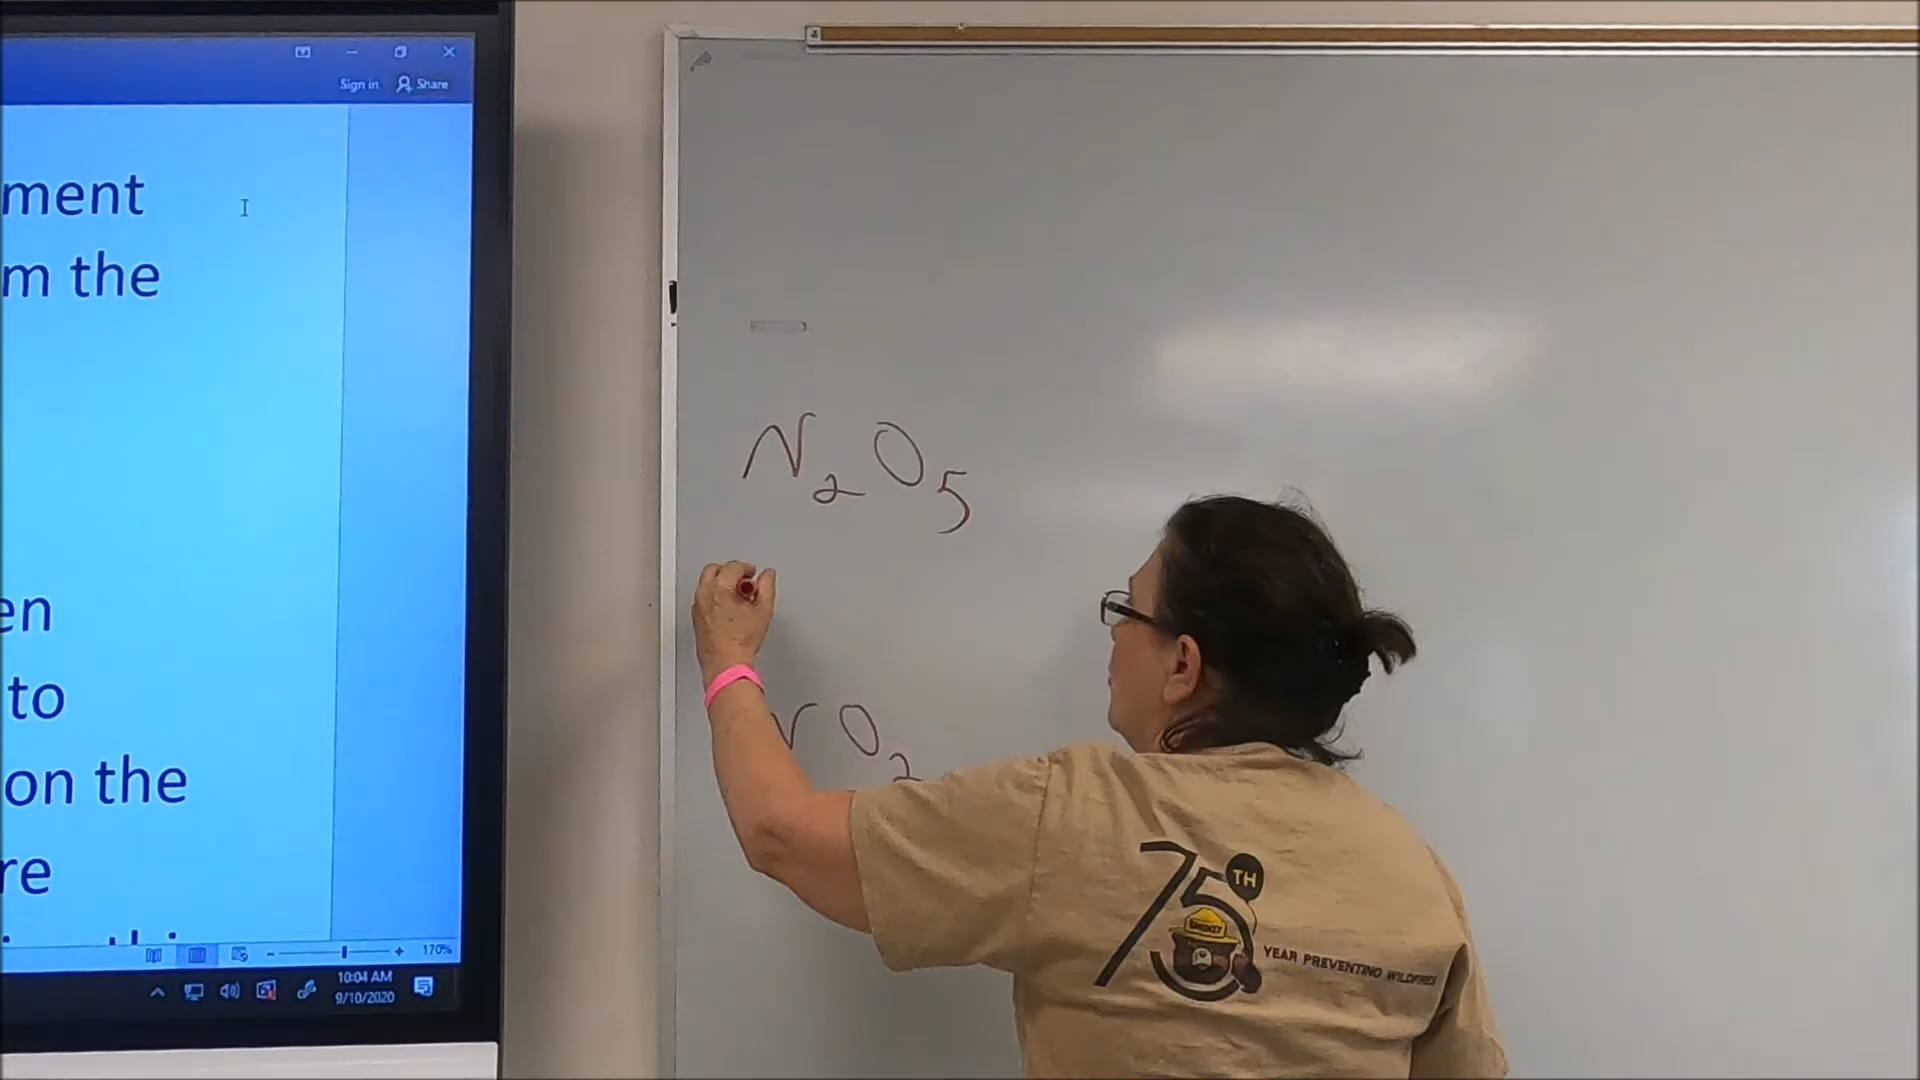 Sign in Share
ment
m the
en
to
on the
re
170%
10:04 AM
9/10/2020
N₂O₅
NO₂
75TH
SMOKEY
YEAR PREVENTING WILDFIRES